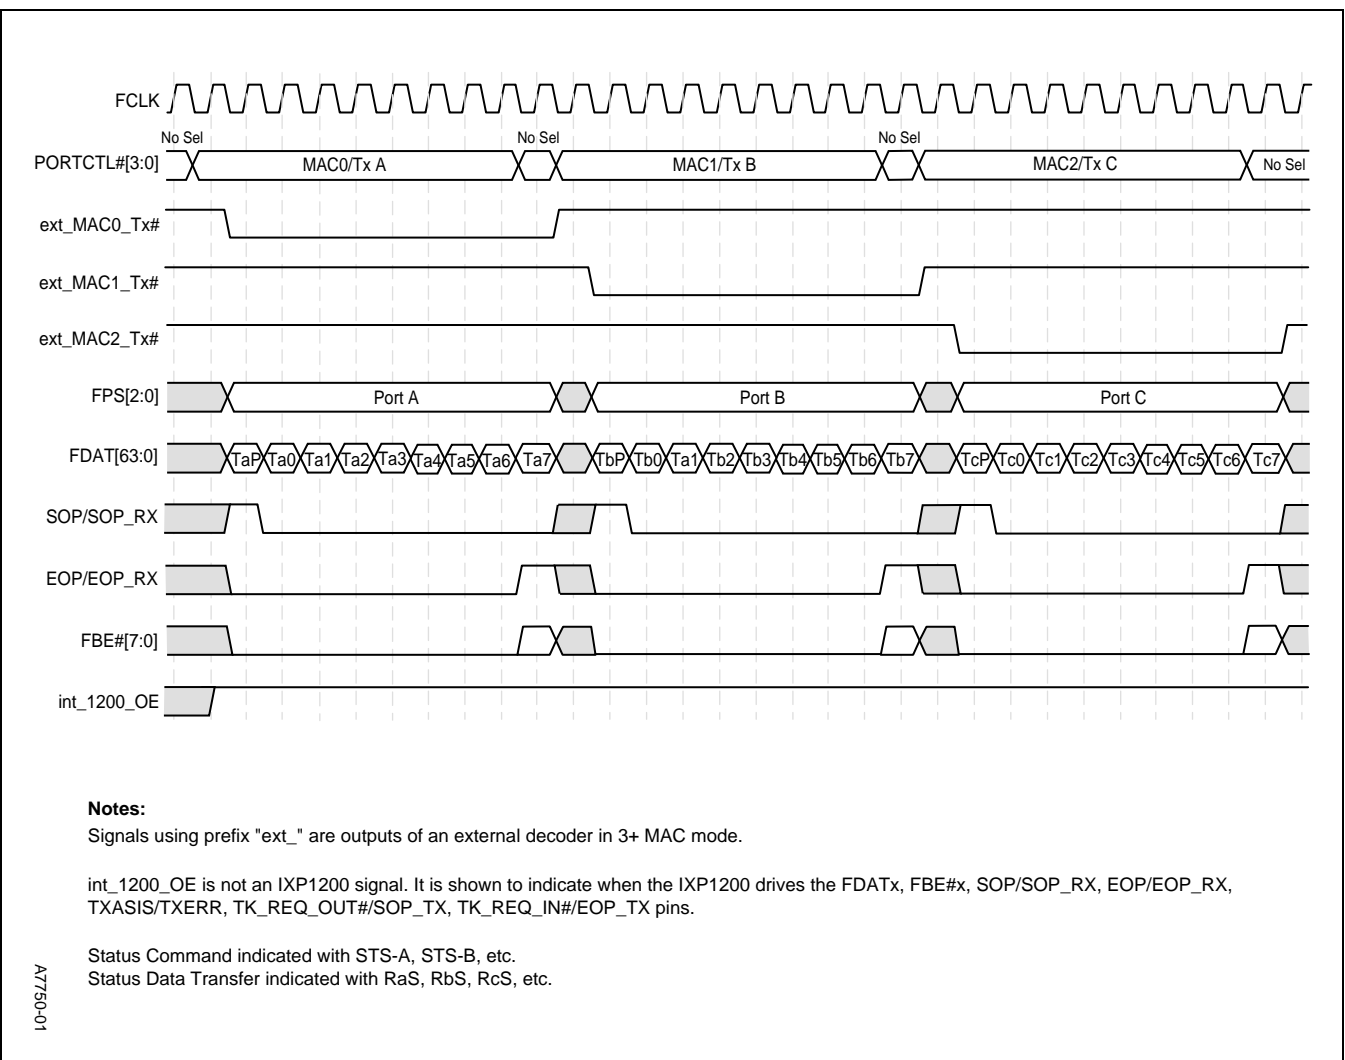 FCLK
No Sel No Sel No Sel
PORTCTL#[3:0] MAC0/Tx A MAC1/Tx B MAC2/Tx C No Sel
ext_MAC0_Tx#
ext_MAC1_Tx#
ext_MAC2_Tx#
FPS[2:0] Port A Port B Port C
FDAT[63:0] TaP Ta0 Ta1 Ta2 Ta3 Ta4 Ta5 Ta6 Ta7 TbP Tb0 Ta1 Tb2 Tb3 Tb4 Tb5 Tb6 Tb7 TcP Tc0 Tc1 Tc2 Tc3 Tc4 Tc5 Tc6 Tc7
SOP/SOP_RX
EOP/EOP_RX
FBE#[7:0]
int_1200_OE
Notes:
Signals using prefix "ext_" are outputs of an external decoder in 3+ MAC mode.
int_1200_OE is not an IXP1200 signal. It is shown to indicate when the IXP1200 drives the FDATx, FBE#x, SOP/SOP_RX, EOP/EOP_RX,
TXASIS/TXERR, TK_REQ_OUT#/SOP_TX, TK_REQ_IN#/EOP_TX pins.
Status Command indicated with STS-A, STS-B, etc.
Status Data Transfer indicated with RaS, RbS, RcS, etc.
A7750-01